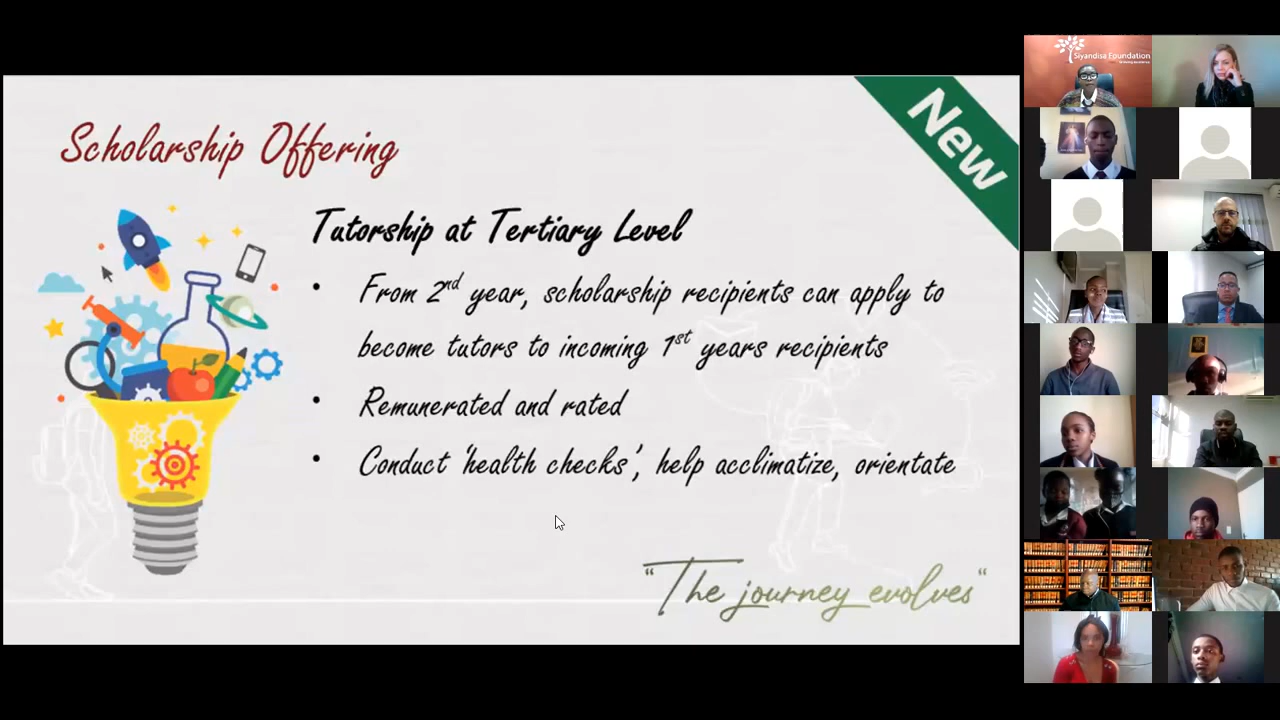 Scholarship Offering
New
Tutorship at Tertiary Level
• From 2nd year, scholarship recipients can apply to
become tutors to incoming 1st years recipients
• Remunerated and rated
• Conduct 'health checks', help acclimatize, orientate
"The journey evolves"
Siyandisa Foundation